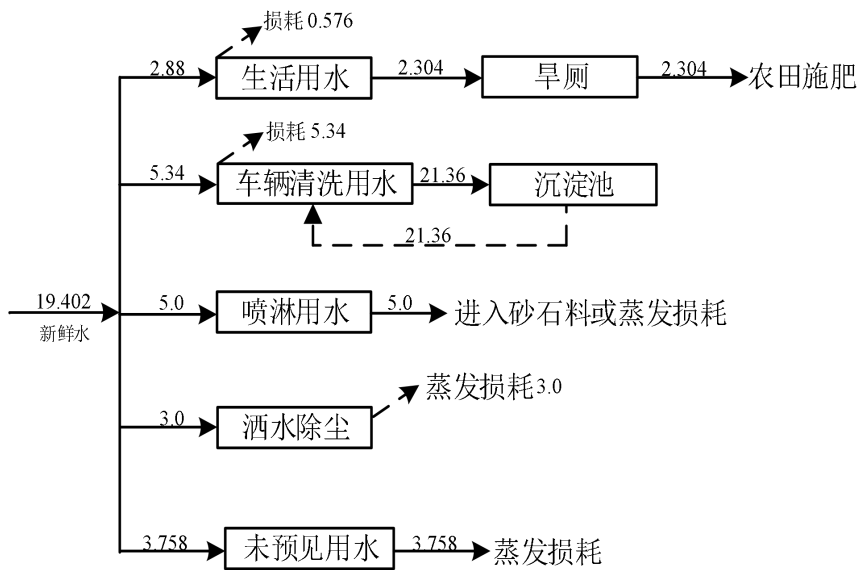 损耗 0.576
2.88
生活用水
2.304
旱厕
2.304
农田施肥
损耗 5.34
5.34
车辆清洗用水
21.36
沉淀池
21.36
19.402
新鲜水
5.0
喷淋用水
5.0
进入砂石料或蒸发损耗
蒸发损耗3.0
3.0
洒水除尘
3.758
未预见用水
3.758
蒸发损耗